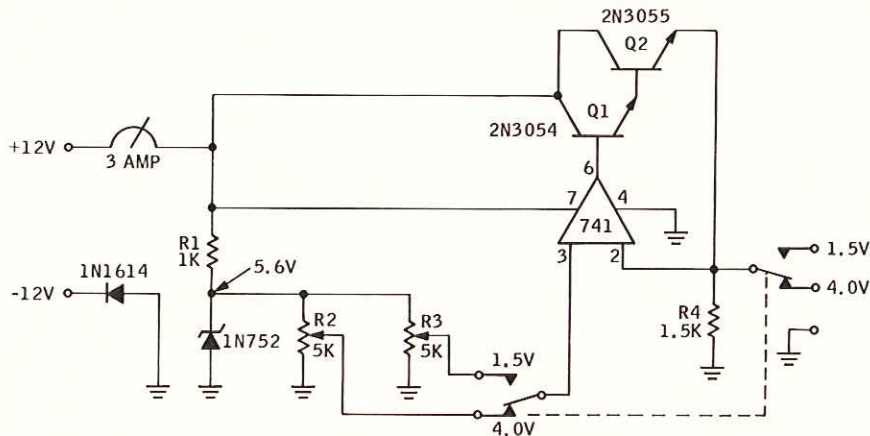 2N3055
Q2
Q1
2N3054
+12V
3 AMP
6
7
4
741
3
2
R1
1K
5.6V
1N1614
-12V
1N752
R2
5K
R3
5K
R4
1.5K
1.5V
4.0V
1.5V
4.0V